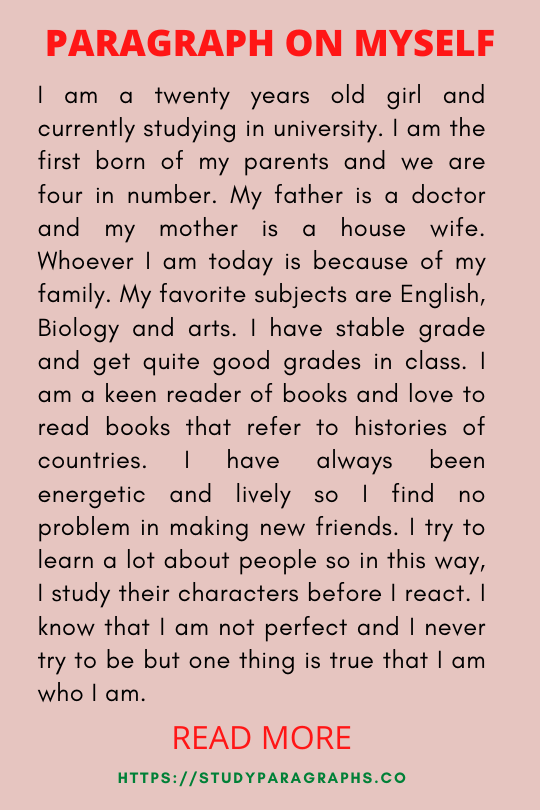 PARAGRAPH ON MYSELF
I am a twenty years old girl and
currently studying in university. I am the
first born of my parents and we are
four in number. My father is a doctor
and my mother is a house wife.
Whoever I am today is because of my
family. My favorite subjects are English,
Biology and arts. I have stable grade
and get quite good grades in class. I
am a keen reader of books and love to
read books that refer to histories of
countries. I have always been
energetic and lively so I find no
problem in making new friends. I try to
learn a lot about people so in this way,
I study their characters before I react. I
know that I am not perfect and I never
try to be but one thing is true that I am
who I am.
READ MORE
HTTPS://STUDYPARAGRAPHS.CO